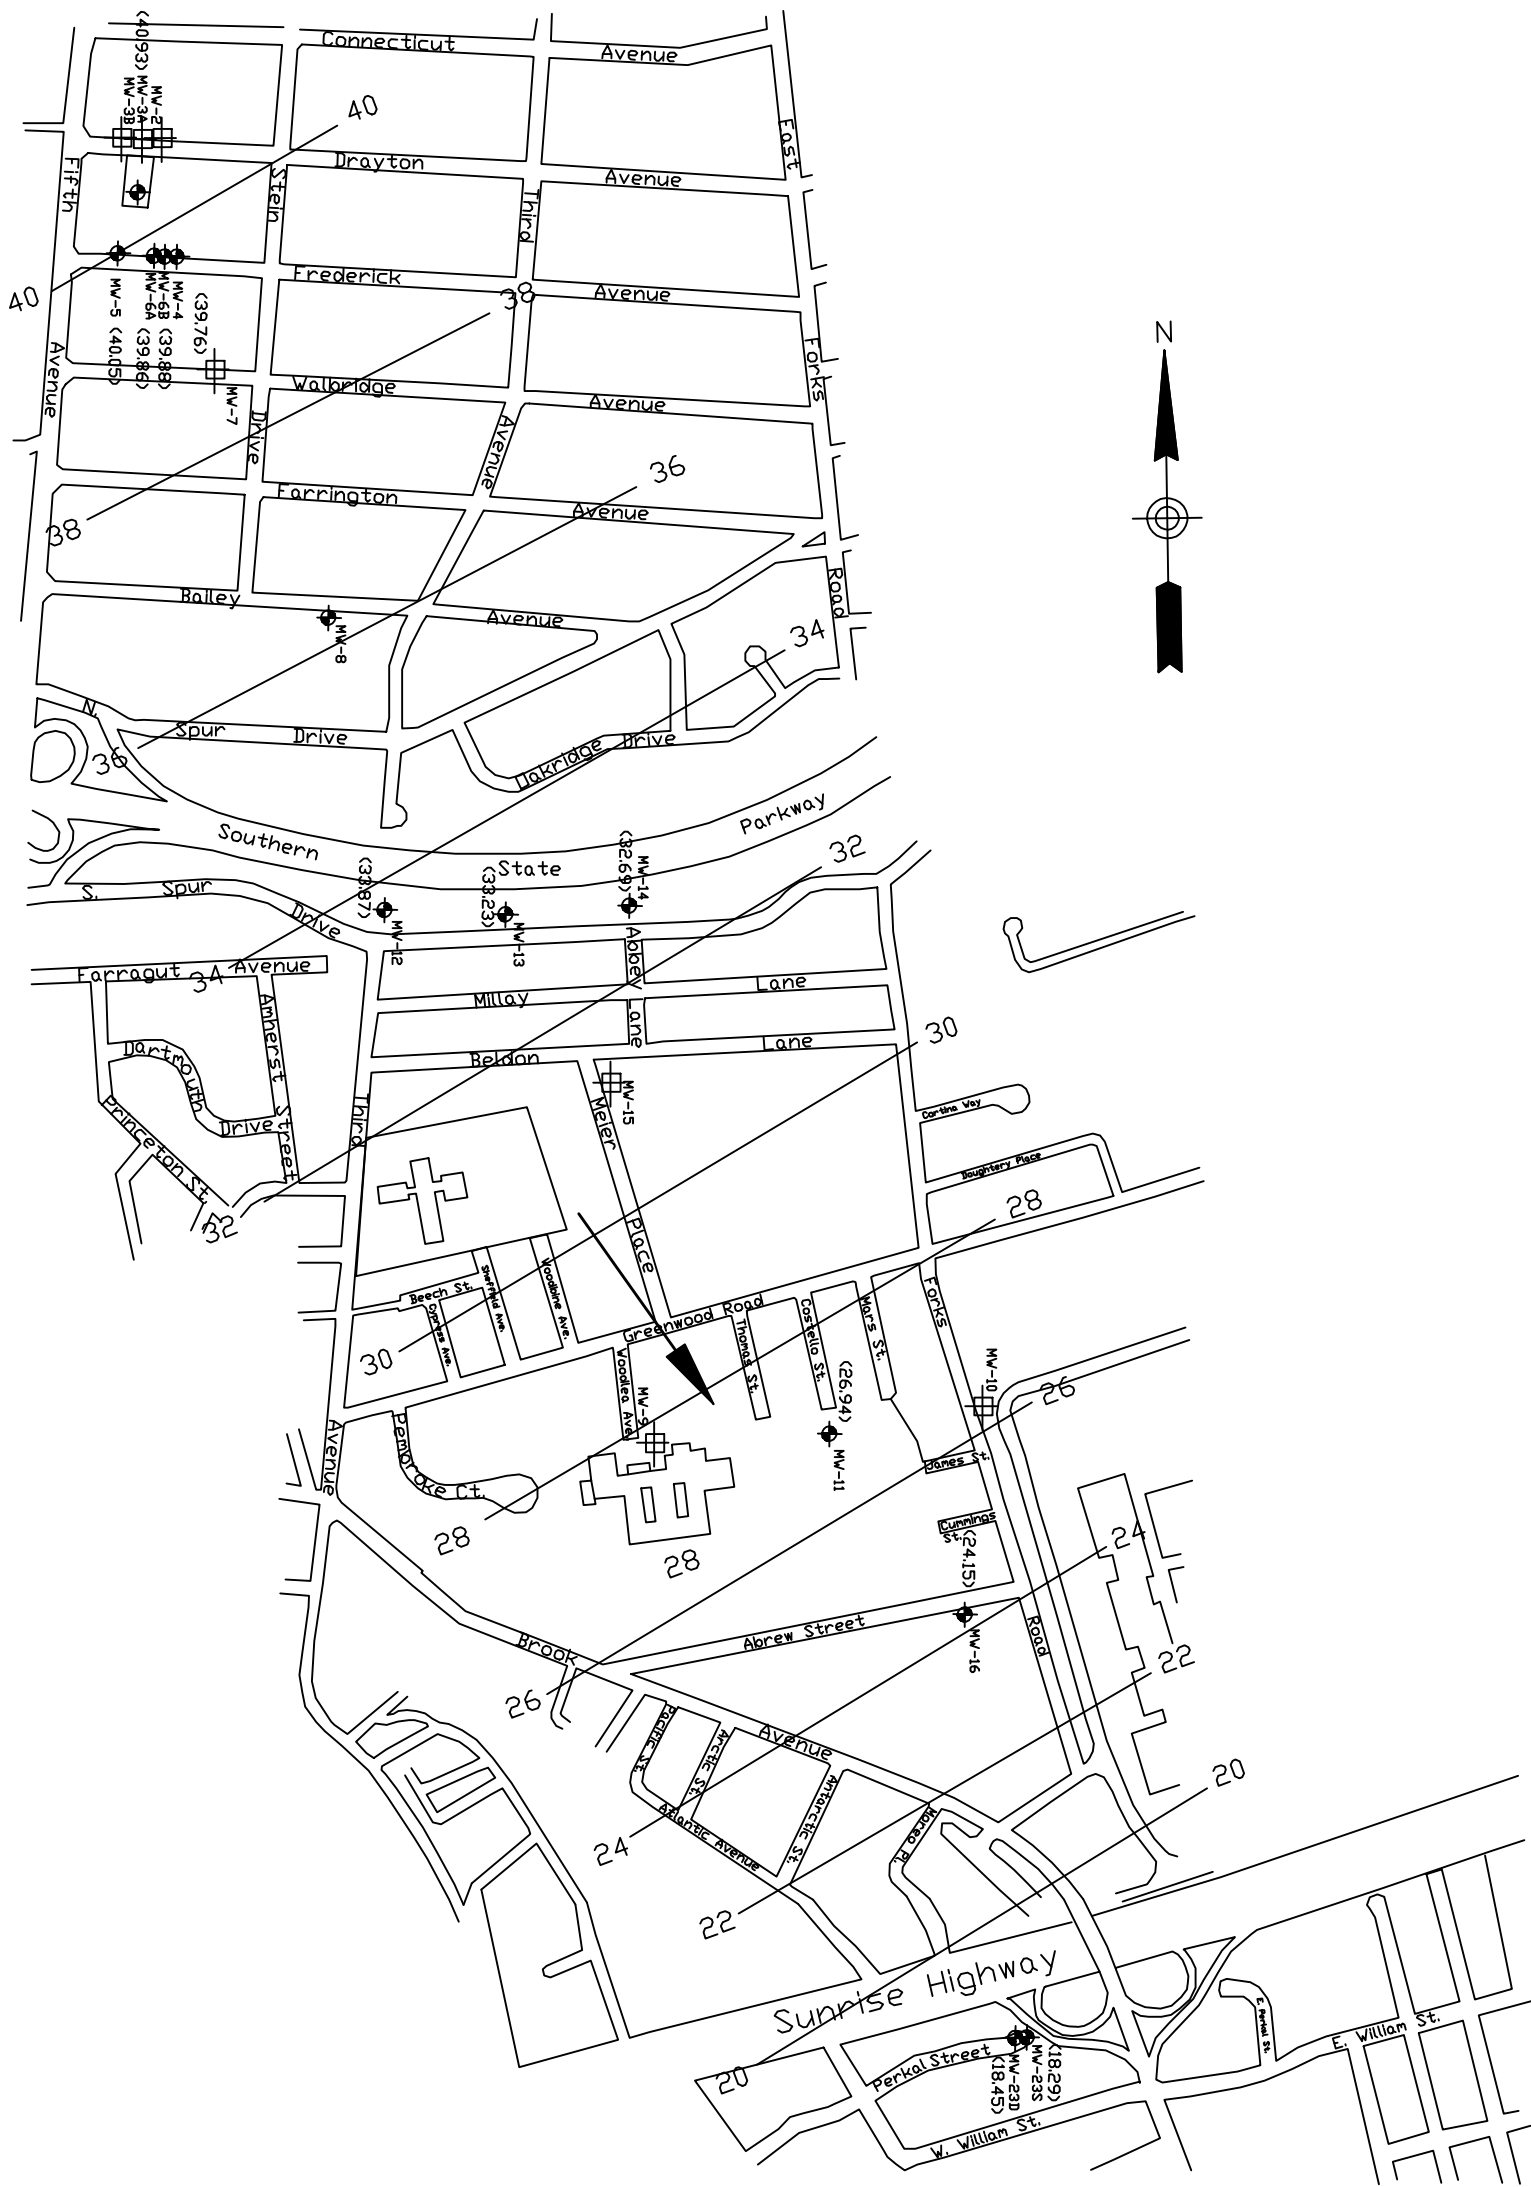 Connecticut
Avenue
(40.93)
MW-3B
MW-3A
MW-2
40
East
Fifth
Stein
Drayton
Avenue
Third
Frederick
Avenue
38
40
MW-5 (40.05)
MW-6A (39.86)
MW-6B (39.88)
MW-4
(39.76)
MW-7
Avenue
Walbridge
Avenue
Forks
Drive
Avenue
36
Farrington
Avenue
38
Bailey
Avenue
Road
MW-8
34
N.
Spur
Drive
36
Oakridge
Drive
Southern
State
Parkway
32
(33.87)
MW-12
(33.23)
MW-13
(32.69)
MW-14
S.
Spur
Drive
Farragut
Avenue
34
Abbey
Lane
Millay
Lane
Amherst
Street
Dartmouth
Drive
Princeton St.
32
Beldon
Lane
30
Third
MW-15
Meier
Place
Cortina Way
Doughtery Place
28
Beech St.
Cypress Ave.
Sheffield Ave.
Woodbine Ave.
30
Greenwood Road
Thomas St.
Costello St.
Mars St.
Forks
Woodlea Ave.
MW-9
(26.94)
MW-11
MW-10
26
Avenue
Pembroke Ct.
James St.
28
28
Cummings
St.
(24.15)
MW-16
24
Abrew Street
Road
Brook
22
26
Avenue
Pacific St.
Arctic St.
Antarctic St.
Atlantic Avenue
Moreo Pl.
20
24
22
Sunrise Highway
20
Perkal Street
MW-23D
(18.45)
MW-23S
(18.29)
E. Perkal St.
E. William St.
W. William St.
N